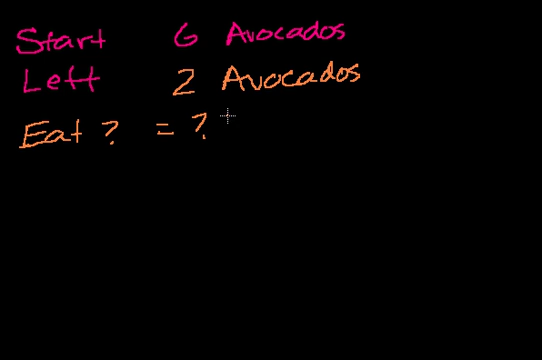 Start 6 Avocados
Left 2 Avocados
Eat ? = ?